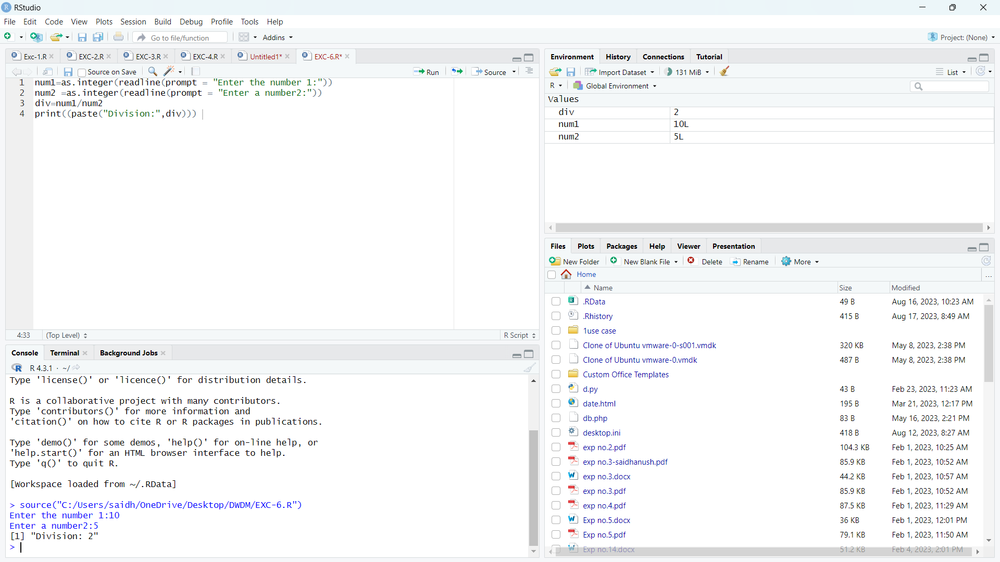 RStudio
File Edit Code View Plots Session Build Debug Profile Tools Help
Go to file/function Addins Project: (None)
Exc-1.R EXC-2.R EXC-3.R EXC-4.R Untitled1* EXC-6.R*
Source on Save Run Source
1 num1=as.integer(readline(prompt = "Enter the number 1:"))
2 num2 =as.integer(readline(prompt = "Enter a number2:"))
3 div=num1/num2
4 print((paste("Division:",div)))
4:33 (Top Level) R Script
Console Terminal Background Jobs
R 4.3.1 · ~/
Type 'license()' or 'licence()' for distribution details.
R is a collaborative project with many contributors.
Type 'contributors()' for more information and
'citation()' on how to cite R or R packages in publications.
Type 'demo()' for some demos, 'help()' for on-line help, or
'help.start()' for an HTML browser interface to help.
Type 'q()' to quit R.
[Workspace loaded from ~/.RData]
> source("C:/Users/saidh/OneDrive/Desktop/DWDM/EXC-6.R")
Enter the number 1:10
Enter a number2:5
[1] "Division: 2"
>
Environment History Connections Tutorial
Import Dataset 131 MiB List
R Global Environment
Values
div 2
num1 10L
num2 5L
Files Plots Packages Help Viewer Presentation
New Folder New Blank File Delete Rename More
Home ...
Name Size Modified
.RData 49 B Aug 16, 2023, 10:23 AM
.Rhistory 415 B Aug 17, 2023, 8:49 AM
1use case
Clone of Ubuntu vmware-0-s001.vmdk 320 KB May 8, 2023, 2:38 PM
Clone of Ubuntu vmware-0.vmdk 487 B May 8, 2023, 2:38 PM
Custom Office Templates
d.py 43 B Feb 23, 2023, 11:23 AM
date.html 195 B Mar 21, 2023, 12:17 PM
db.php 83 B May 16, 2023, 2:21 PM
desktop.ini 418 B Aug 12, 2023, 8:27 AM
exp no.2.pdf 104.3 KB Feb 1, 2023, 10:25 AM
exp no.3-saidhanush.pdf 85.9 KB Feb 1, 2023, 10:52 AM
exp no.3.docx 44.2 KB Feb 1, 2023, 10:57 AM
exp no.3.pdf 85.9 KB Feb 1, 2023, 10:52 AM
exp no.4.pdf 87.5 KB Feb 1, 2023, 11:29 AM
Exp no.5.docx 36 KB Feb 1, 2023, 12:01 PM
Exp no.5.pdf 79.1 KB Feb 1, 2023, 11:50 AM
Exp no.14.docx 51.2 KB Feb 4, 2023, 2:01 PM